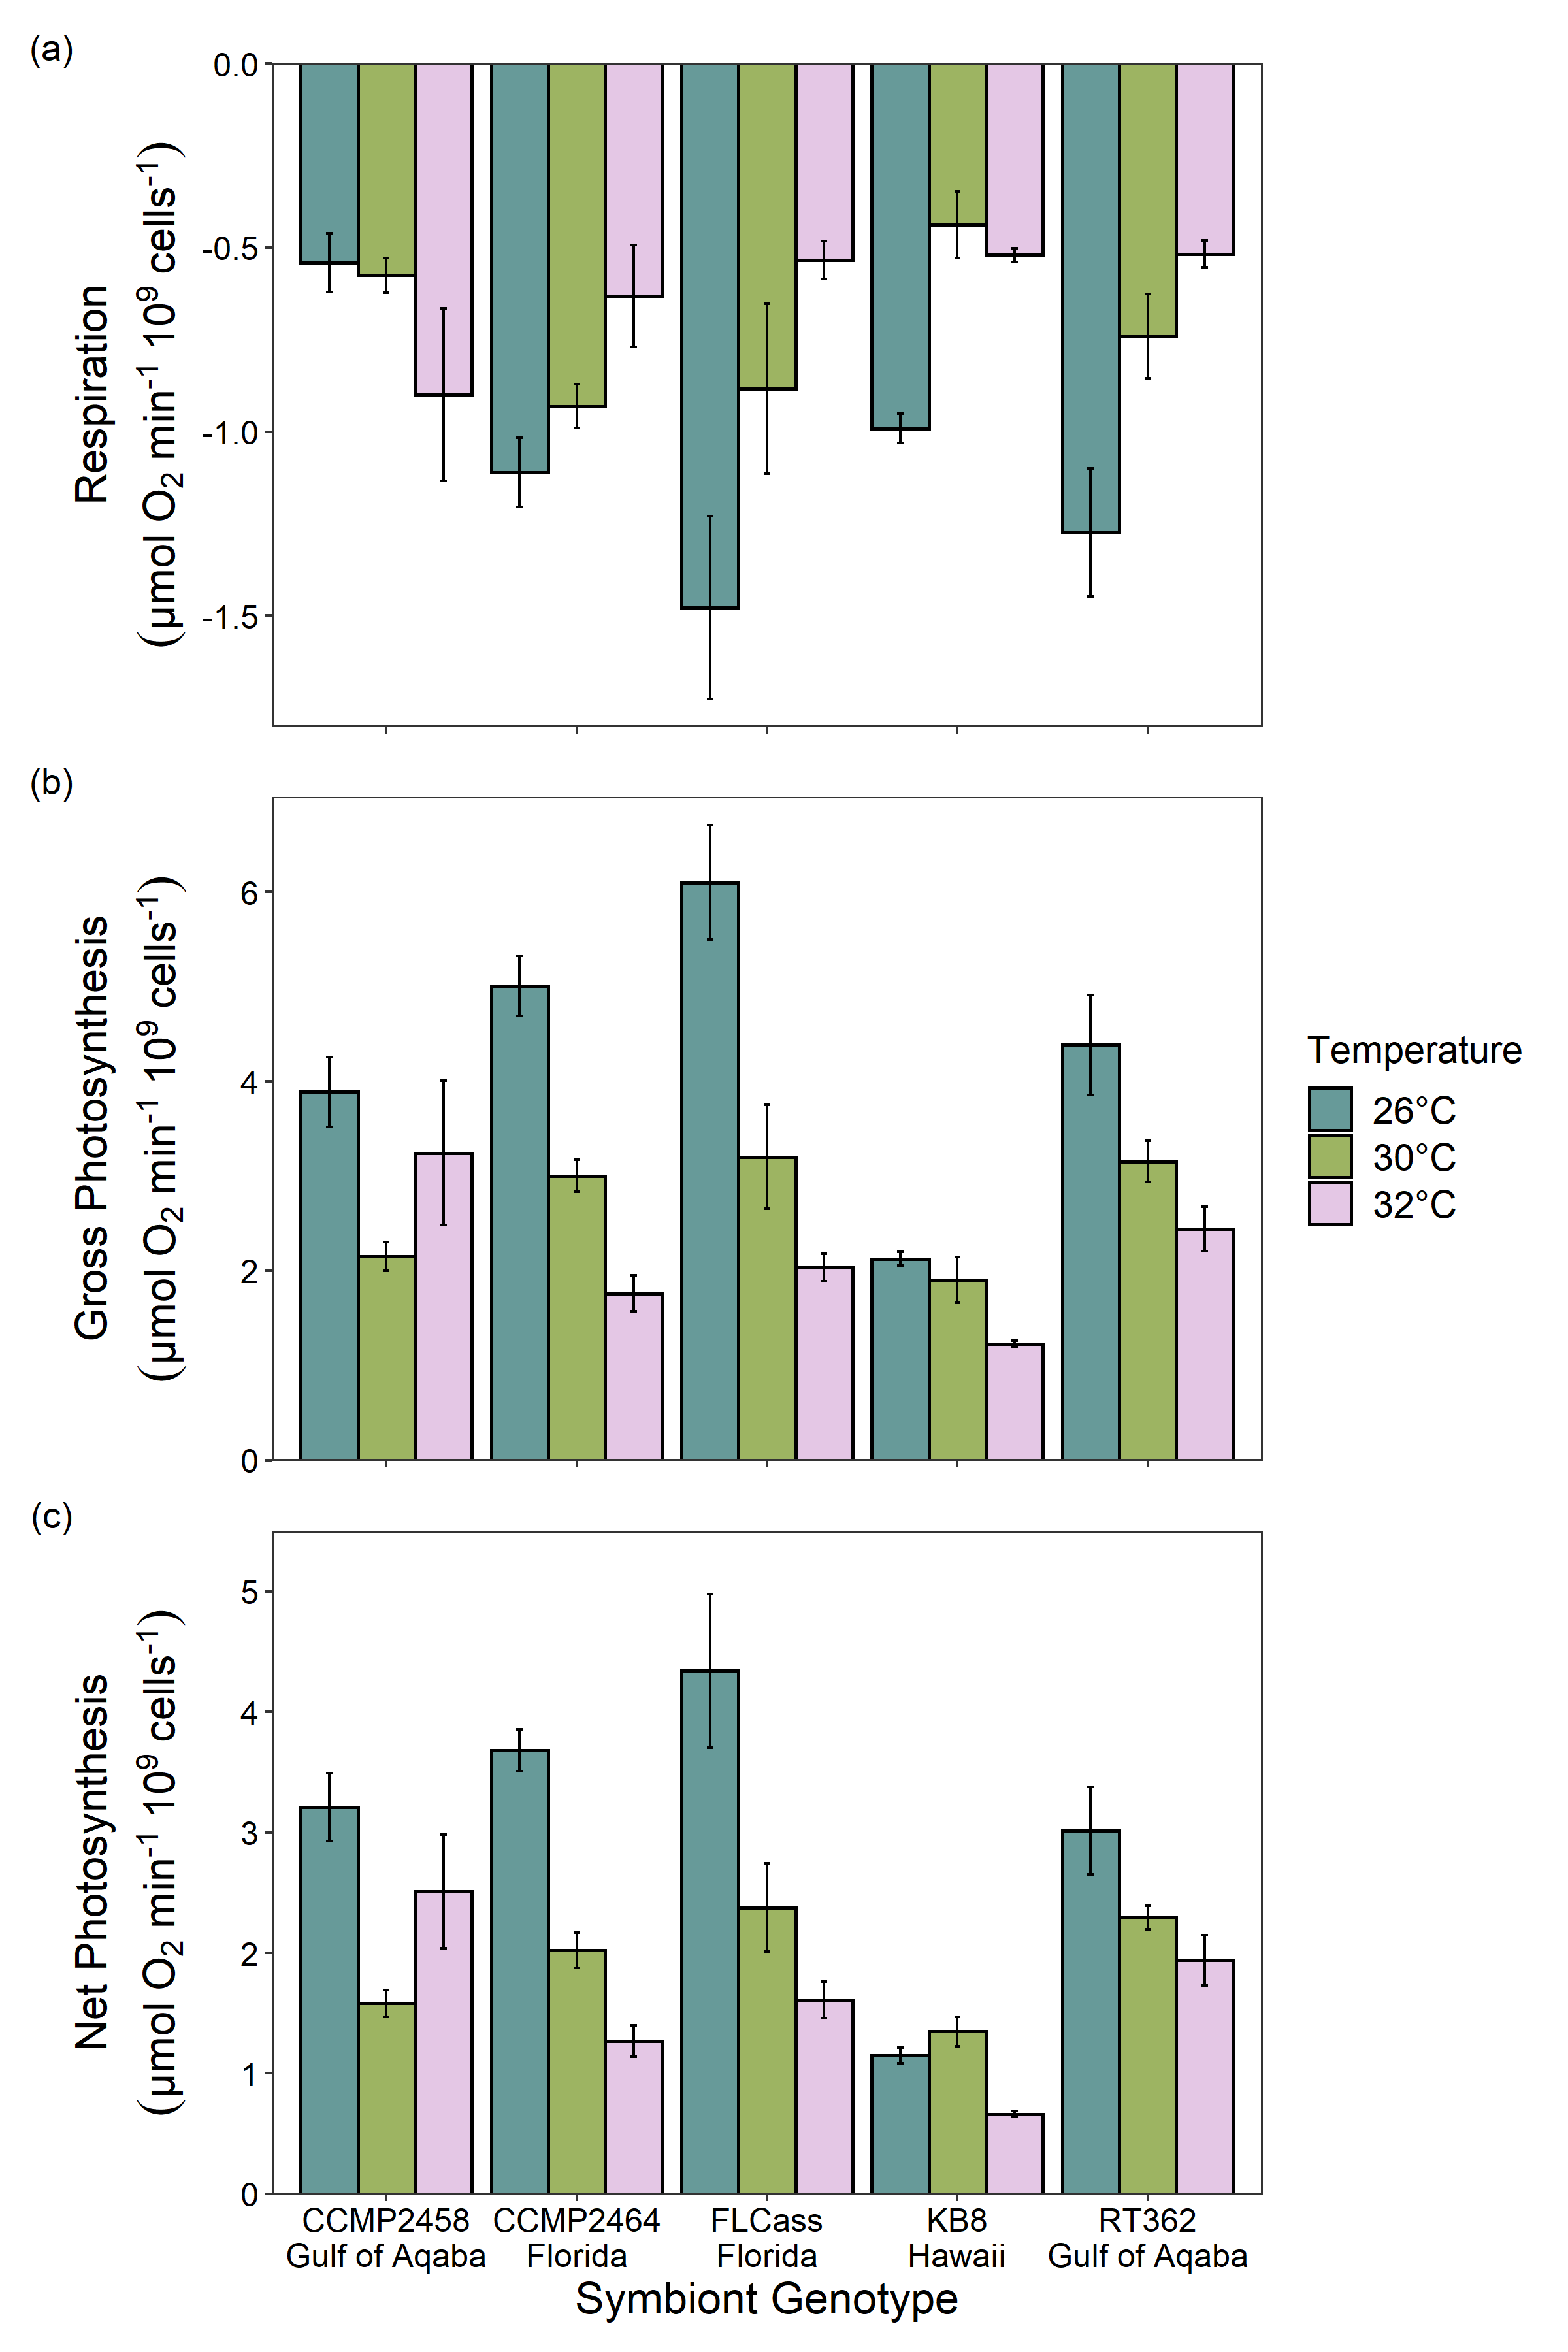 (a)
0.0
-0.5
-1.0
-1.5
Respiration
(µmol O₂ min⁻¹ 10⁹ cells⁻¹)
(b)
6
4
2
0
Gross Photosynthesis
(µmol O₂ min⁻¹ 10⁹ cells⁻¹)
Temperature
26°C
30°C
32°C
(c)
5
4
3
2
1
0
Net Photosynthesis
(µmol O₂ min⁻¹ 10⁹ cells⁻¹)
CCMP2458 CCMP2464 FLCass KB8 RT362
Gulf of Aqaba Florida Florida Hawaii Gulf of Aqaba
Symbiont Genotype